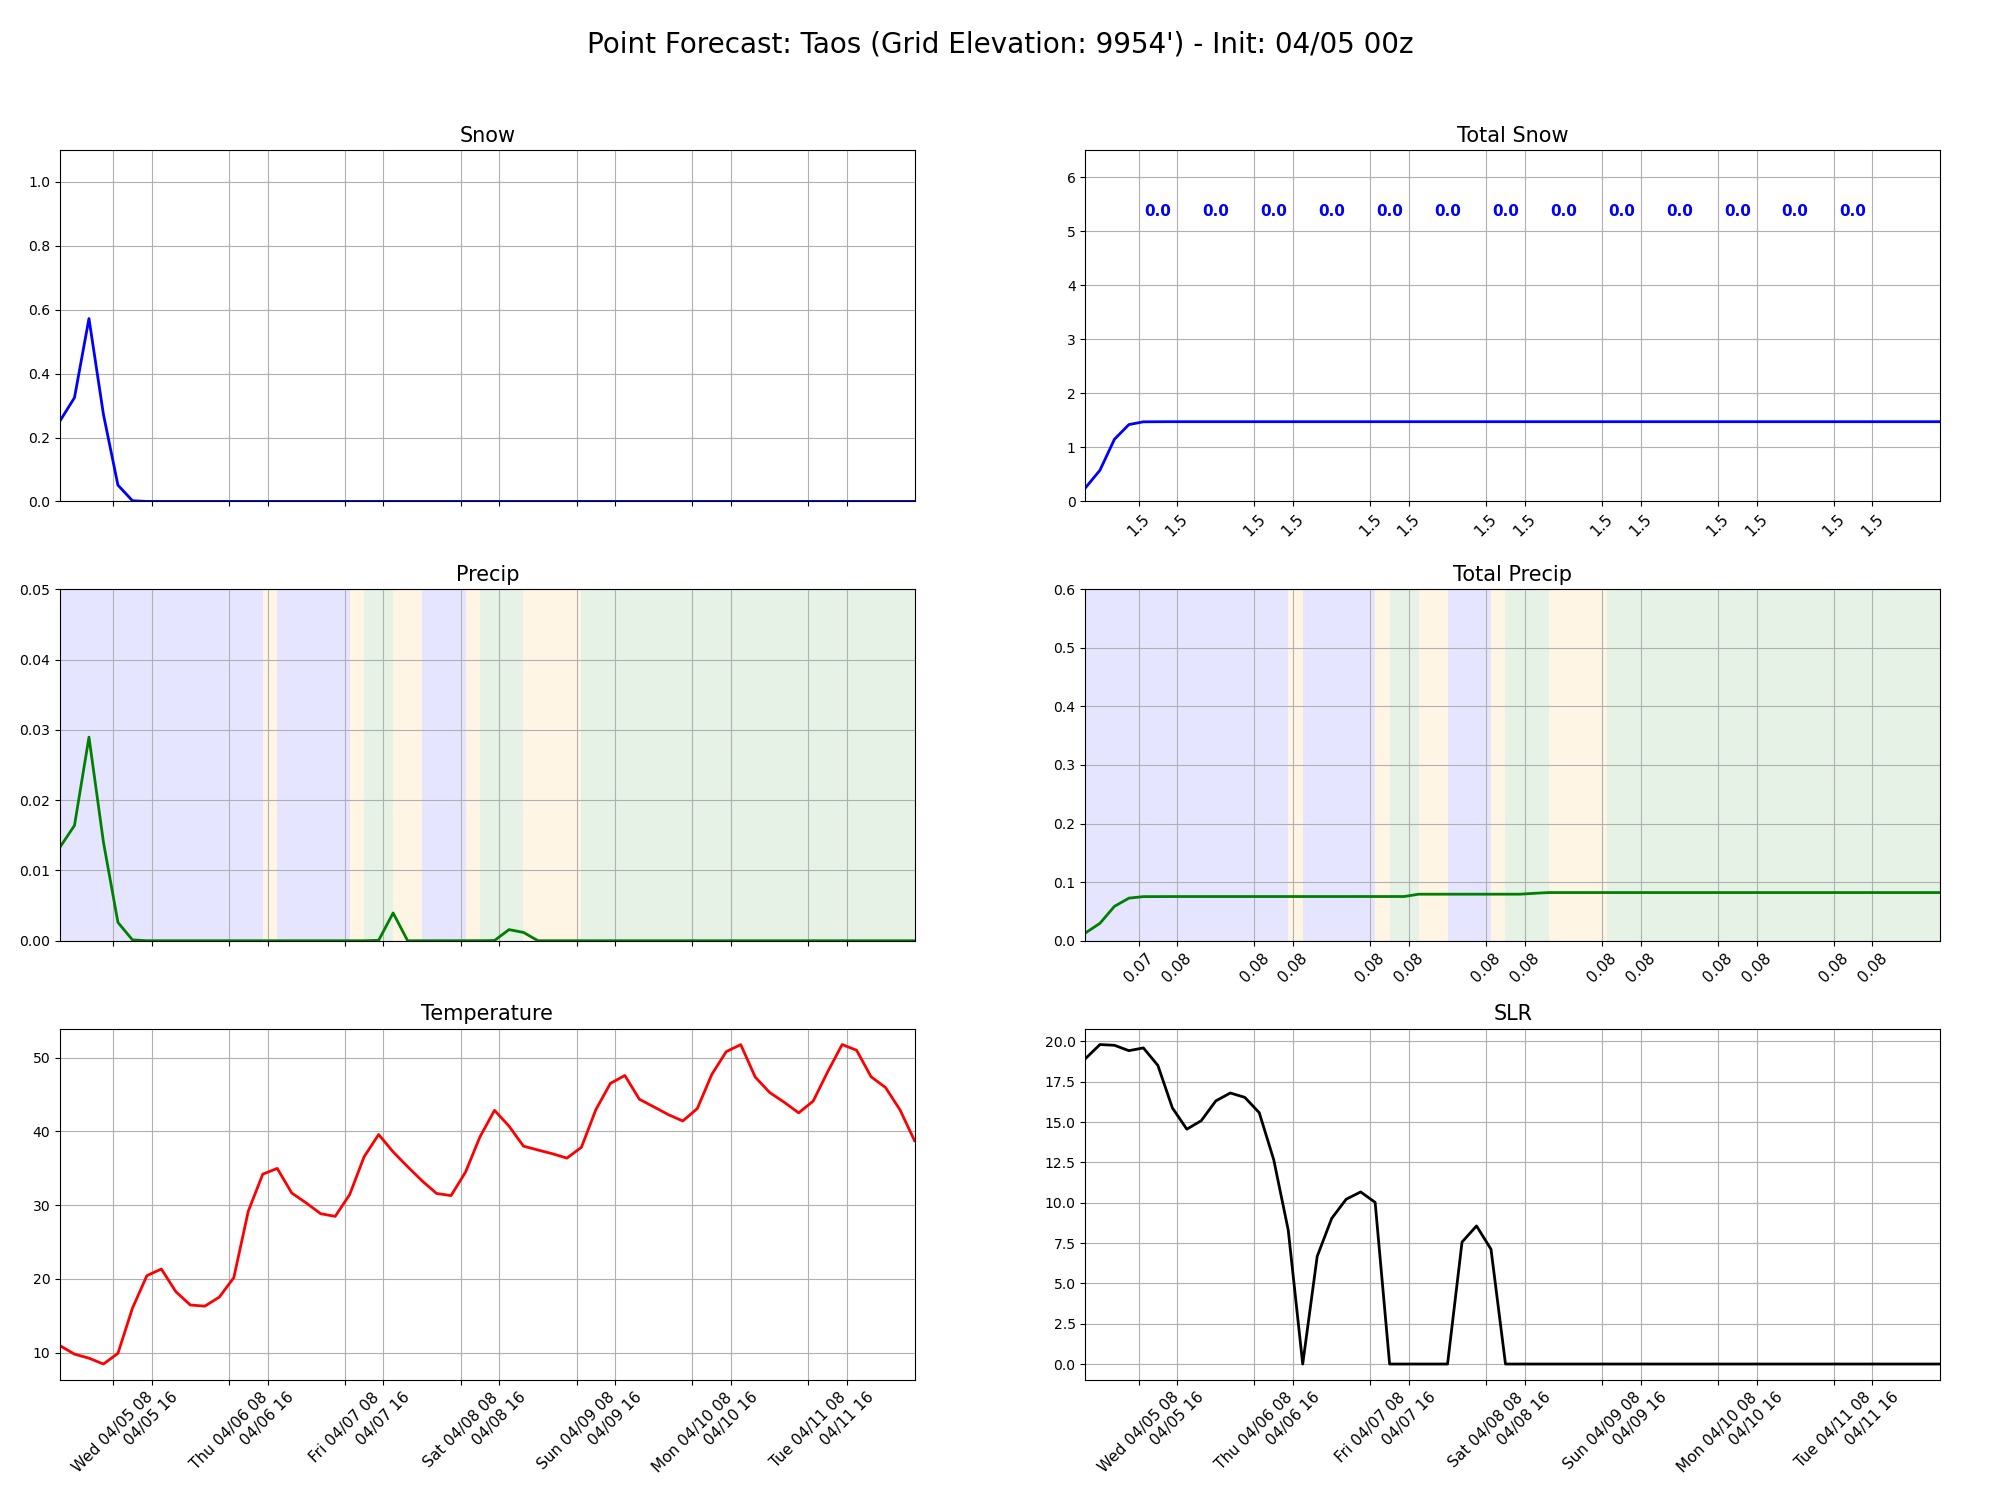 Point Forecast: Taos (Grid Elevation: 9954') - Init: 04/05 00z
Snow
1.0
0.8
0.6
0.4
0.2
0.0
Total Snow
6
5
4
3
2
1
0
0.0 0.0 0.0 0.0 0.0 0.0 0.0 0.0 0.0 0.0 0.0 0.0 0.0
1.5 1.5 1.5 1.5 1.5 1.5 1.5 1.5 1.5 1.5 1.5 1.5 1.5 1.5
Precip
0.05
0.04
0.03
0.02
0.01
0.00
Total Precip
0.6
0.5
0.4
0.3
0.2
0.1
0.0
0.07 0.08 0.08 0.08 0.08 0.08 0.08 0.08 0.08 0.08 0.08 0.08 0.08 0.08
Temperature
50
40
30
20
10
Wed 04/05 08
04/05 16
Thu 04/06 08
04/06 16
Fri 04/07 08
04/07 16
Sat 04/08 08
04/08 16
Sun 04/09 08
04/09 16
Mon 04/10 08
04/10 16
Tue 04/11 08
04/11 16
SLR
20.0
17.5
15.0
12.5
10.0
7.5
5.0
2.5
0.0
Wed 04/05 08
04/05 16
Thu 04/06 08
04/06 16
Fri 04/07 08
04/07 16
Sat 04/08 08
04/08 16
Sun 04/09 08
04/09 16
Mon 04/10 08
04/10 16
Tue 04/11 08
04/11 16